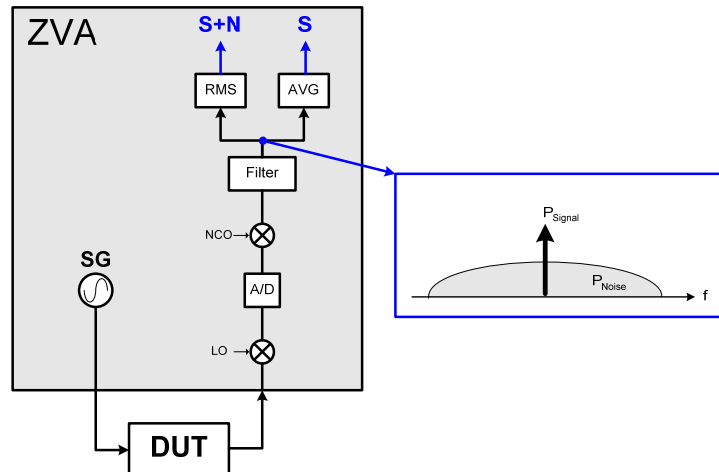 ZVA
S+N
S
RMS
AVG
Filter
NCO
SG
A/D
LO
DUT
PSignal
PNoise
f